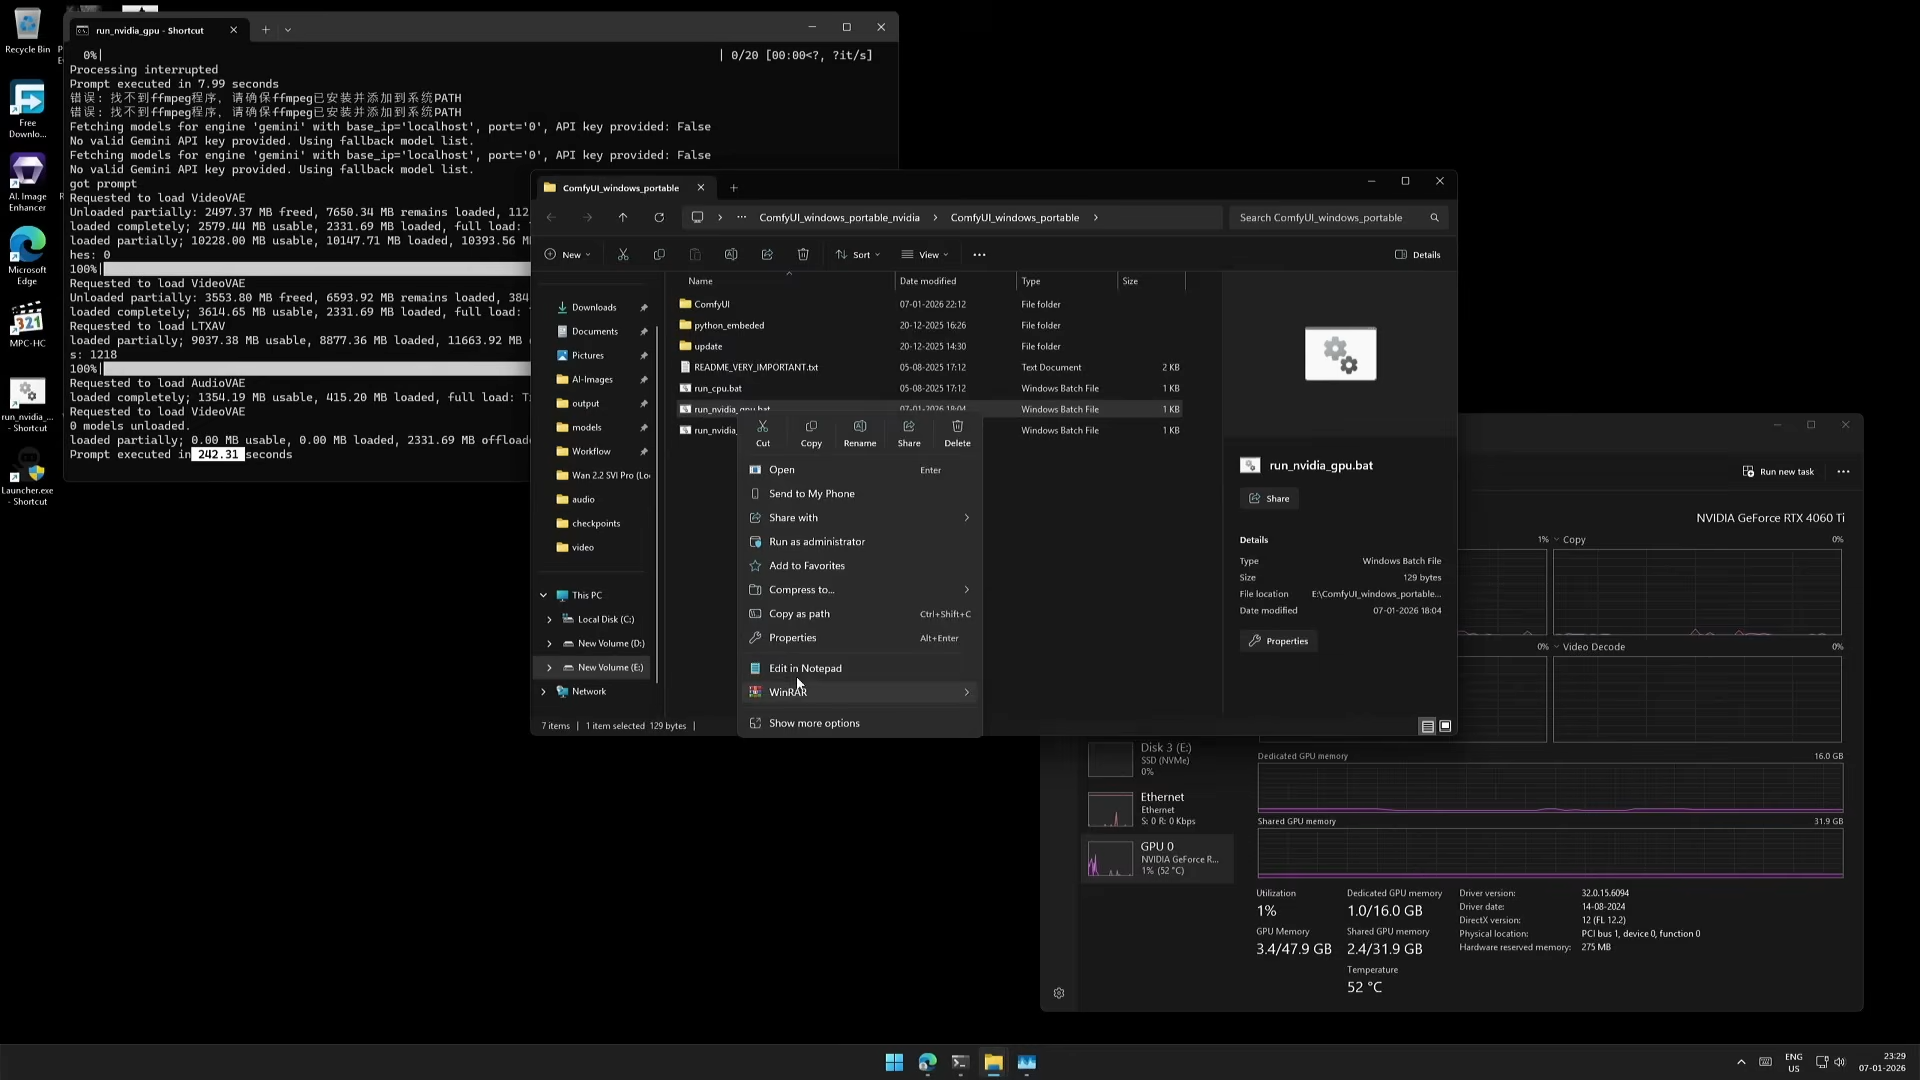 Recycle Bin
Free Downlo...
AI. Image Enhancer
Microsoft Edge
MPC-HC
run_nvidia_... - Shortcut
Launcher.exe - Shortcut
run_nvidia_gpu - Shortcut
0%| | 0/20 [00:00<?, ?it/s]
Processing interrupted
Prompt executed in 7.99 seconds
错误: 找不到ffmpeg程序, 请确保ffmpeg已安装并添加到系统PATH
错误: 找不到ffmpeg程序, 请确保ffmpeg已安装并添加到系统PATH
Fetching models for engine 'gemini' with base_ip='localhost', port='0', API key provided: False
No valid Gemini API key provided. Using fallback model list.
Fetching models for engine 'gemini' with base_ip='localhost', port='0', API key provided: False
No valid Gemini API key provided. Using fallback model list.
got prompt
Requested to load VideoVAE
Unloaded partially: 2497.37 MB freed, 7650.34 MB remains loaded, 112
loaded completely; 2579.44 MB usable, 2331.69 MB loaded, full load:
loaded partially; 10228.00 MB usable, 10147.71 MB loaded, 10393.56 M
hes: 0
100%|
Requested to load VideoVAE
Unloaded partially: 3553.80 MB freed, 6593.92 MB remains loaded, 384
loaded completely; 3614.65 MB usable, 2331.69 MB loaded, full load:
Requested to load LTXAV
loaded partially; 9037.38 MB usable, 8877.36 MB loaded, 11663.92 MB
s: 1218
100%|
Requested to load AudioVAE
loaded completely; 1354.19 MB usable, 415.20 MB loaded, full load: T
Requested to load VideoVAE
0 models unloaded.
loaded partially; 0.00 MB usable, 0.00 MB loaded, 2331.69 MB offload
Prompt executed in 242.31 seconds
ComfyUI_windows_portable
ComfyUI_windows_portable_nvidia > ComfyUI_windows_portable >
Search ComfyUI_windows_portable
New
Sort
View
Details
Downloads
Documents
Pictures
AI-Images
output
models
Workflow
Wan 2.2 SVI Pro (Lo
audio
checkpoints
video
This PC
Local Disk (C:)
New Volume (D:)
New Volume (E:)
Network
Name Date modified Type Size
ComfyUI 07-01-2026 22:12 File folder
python_embeded 20-12-2025 16:26 File folder
update 20-12-2025 14:30 File folder
README_VERY_IMPORTANT.txt 05-08-2025 17:12 Text Document 2 KB
run_cpu.bat 05-08-2025 17:12 Windows Batch File 1 KB
run_nvidia_gpu.bat 07-01-2026 18:04 Windows Batch File 1 KB
run_nvidia_ Windows Batch File 1 KB
Cut Copy Rename Share Delete
Open Enter
Send to My Phone
Share with
Run as administrator
Add to Favorites
Compress to...
Copy as path Ctrl+Shift+C
Properties Alt+Enter
Edit in Notepad
WinRAR
Show more options
run_nvidia_gpu.bat
Share
Details
Type Windows Batch File
Size 129 bytes
File location E:\ComfyUI_windows_portable...
Date modified 07-01-2026 18:04
Properties
7 items | 1 item selected 129 bytes |
Run new task
NVIDIA GeForce RTX 4060 Ti
1% Copy 0%
0% Video Decode 0%
Disk 3 (E:)
SSD (NVMe)
0%
Ethernet
Ethernet
S: 0 R: 0 Kbps
GPU 0
NVIDIA GeForce R...
1% (52 °C)
Dedicated GPU memory 16.0 GB
Shared GPU memory 31.9 GB
Utilization
1%
Dedicated GPU memory
1.0/16.0 GB
GPU Memory
3.4/47.9 GB
Shared GPU memory
2.4/31.9 GB
Temperature
52 °C
Driver version: 32.0.15.6094
Driver date: 14-08-2024
DirectX version: 12 (FL 12.2)
Physical location: PCI bus 1, device 0, function 0
Hardware reserved memory: 275 MB
ENG
US
23:29
07-01-2026